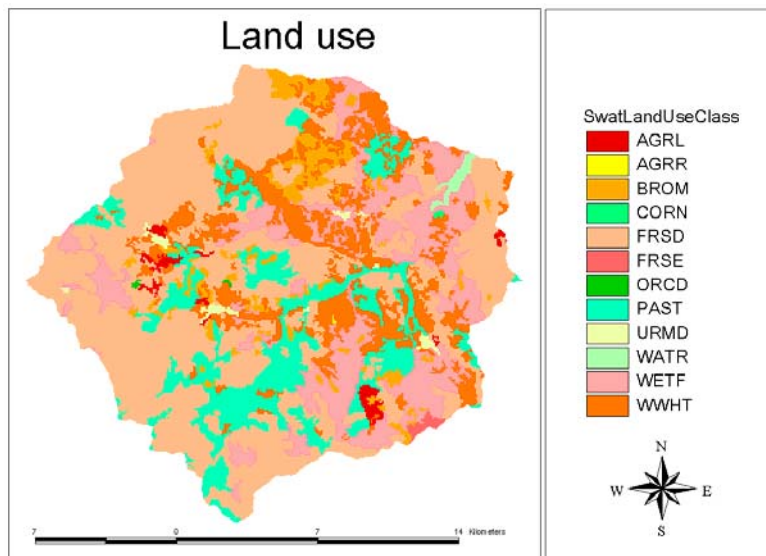 Land use
SwatLandUseClass
AGRL
AGRR
BROM
CORN
FRSD
FRSE
ORCD
PAST
URMD
WATR
WETF
WWHT
N
W E
S
7 0 7 14 Kilometers